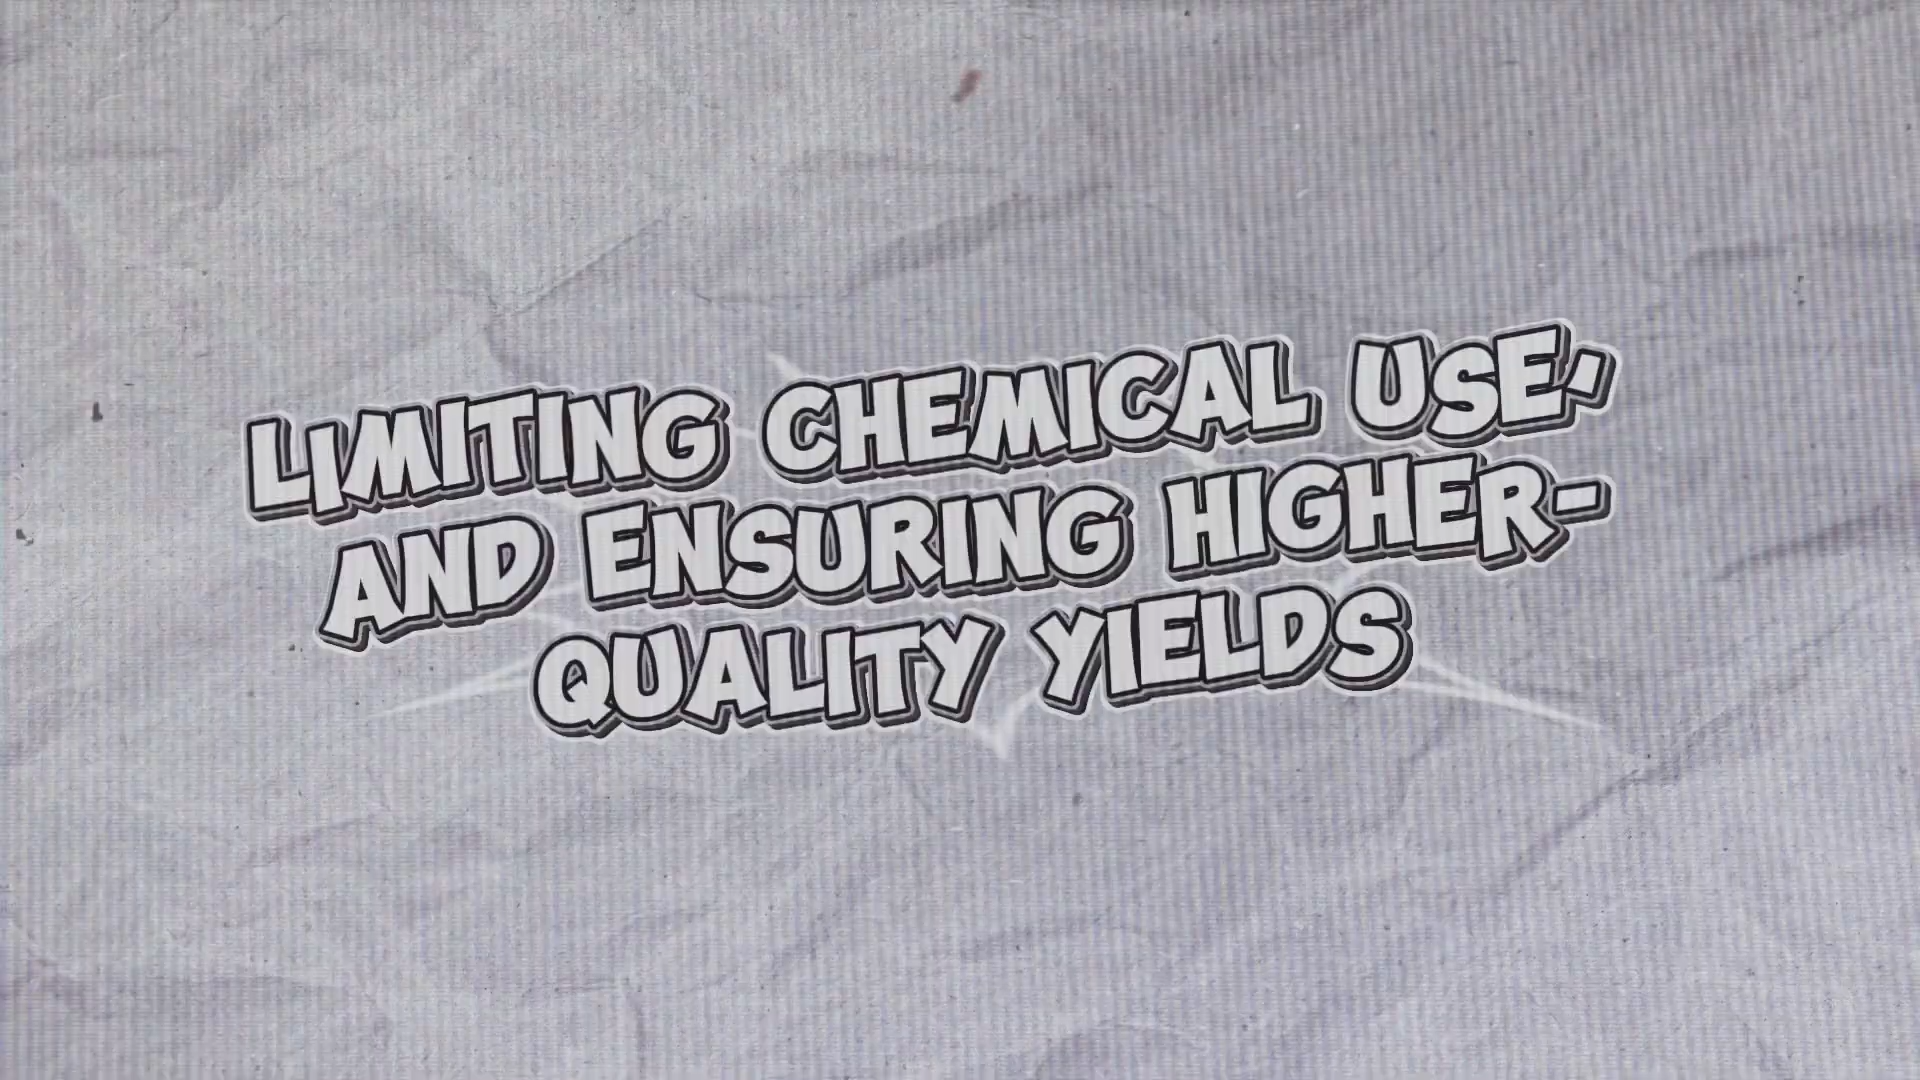 LIMITING CHEMICAL USE,
AND ENSURING HIGHER-
QUALITY YIELDS